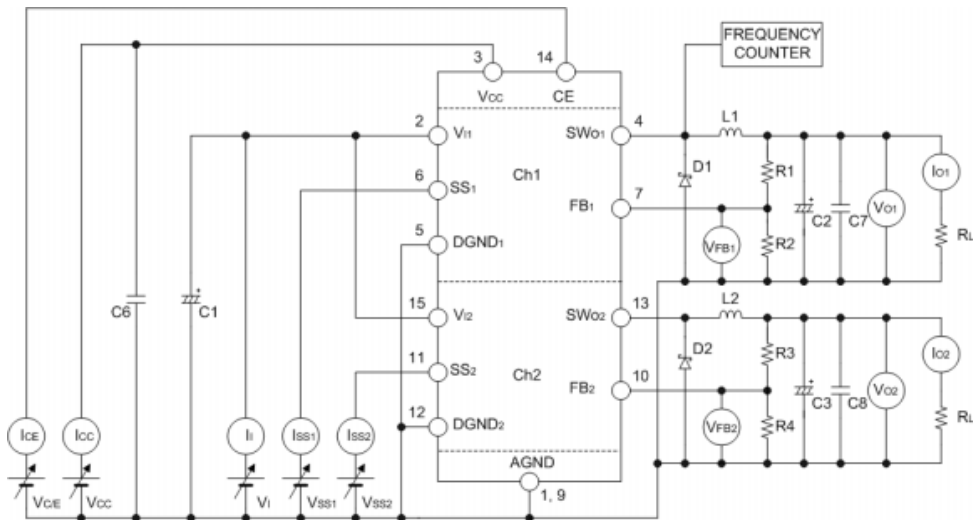 FREQUENCY
COUNTER
3
14
VCC
CE
2
VI1
SWO1
4
L1
Ch1
D1
R1
IO1
6
SS1
FB1
7
C2
C7
VO1
5
DGND1
VFB1
R2
RL
C6
C1
15
VI2
SWO2
13
L2
11
SS2
Ch2
D2
R3
IO2
FB2
10
C3
C8
VO2
12
DGND2
VFB2
R4
RL
ICE
ICC
II
ISS1
ISS2
AGND
1, 9
VC/E
VCC
VI
VSS1
VSS2